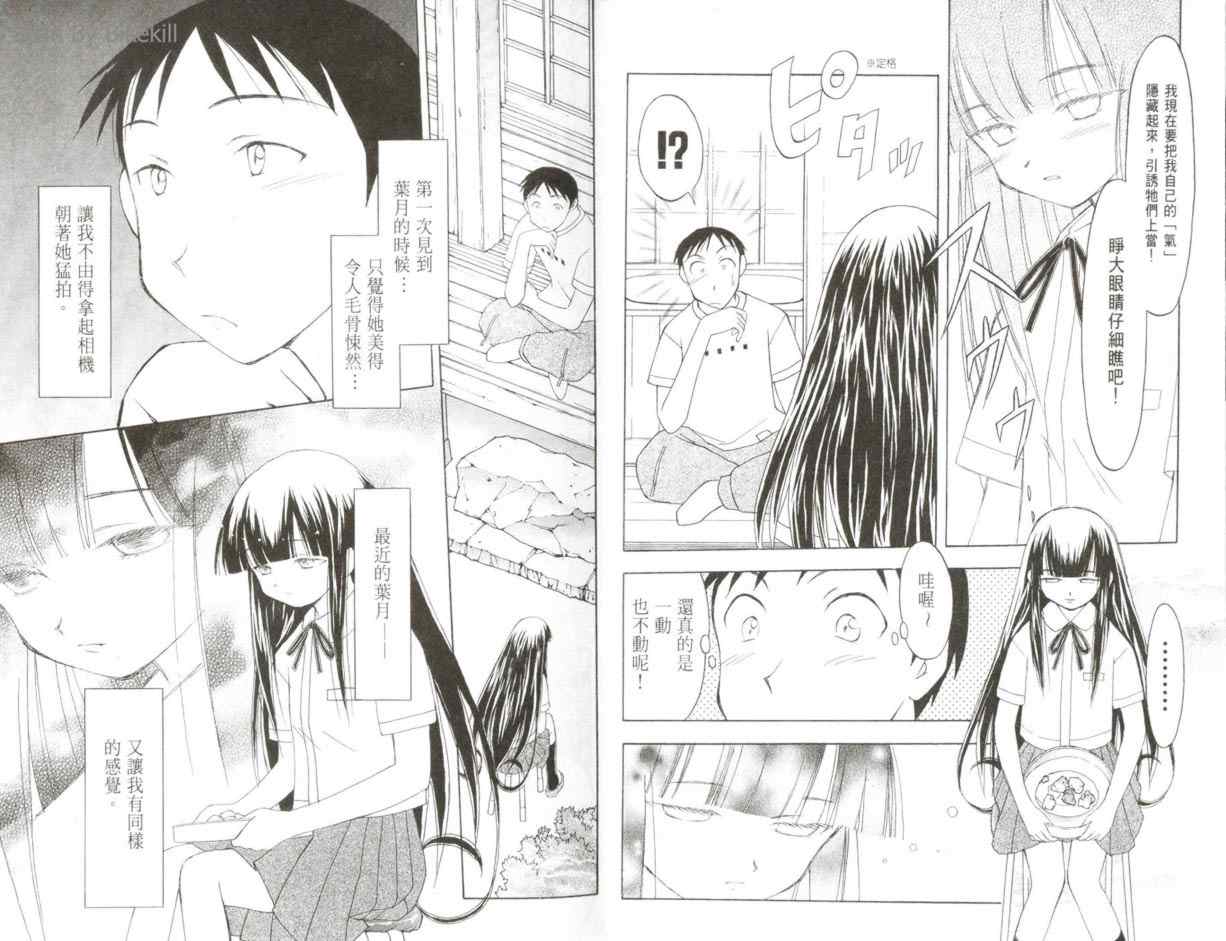 我現在要把我自己的「氣」
隱藏起來，引誘牠們上當！
睜大眼睛仔細瞧吧！
※定格
ピタッ
!?
哇喔～
還真的是
一動
也不動呢！
…………
第一次見到
葉月的時候…
只覺得她美得
令人毛骨悚然…
讓我不由得拿起相機
朝著她猛拍。
最近的葉月——
又讓我有同樣
的感覺。